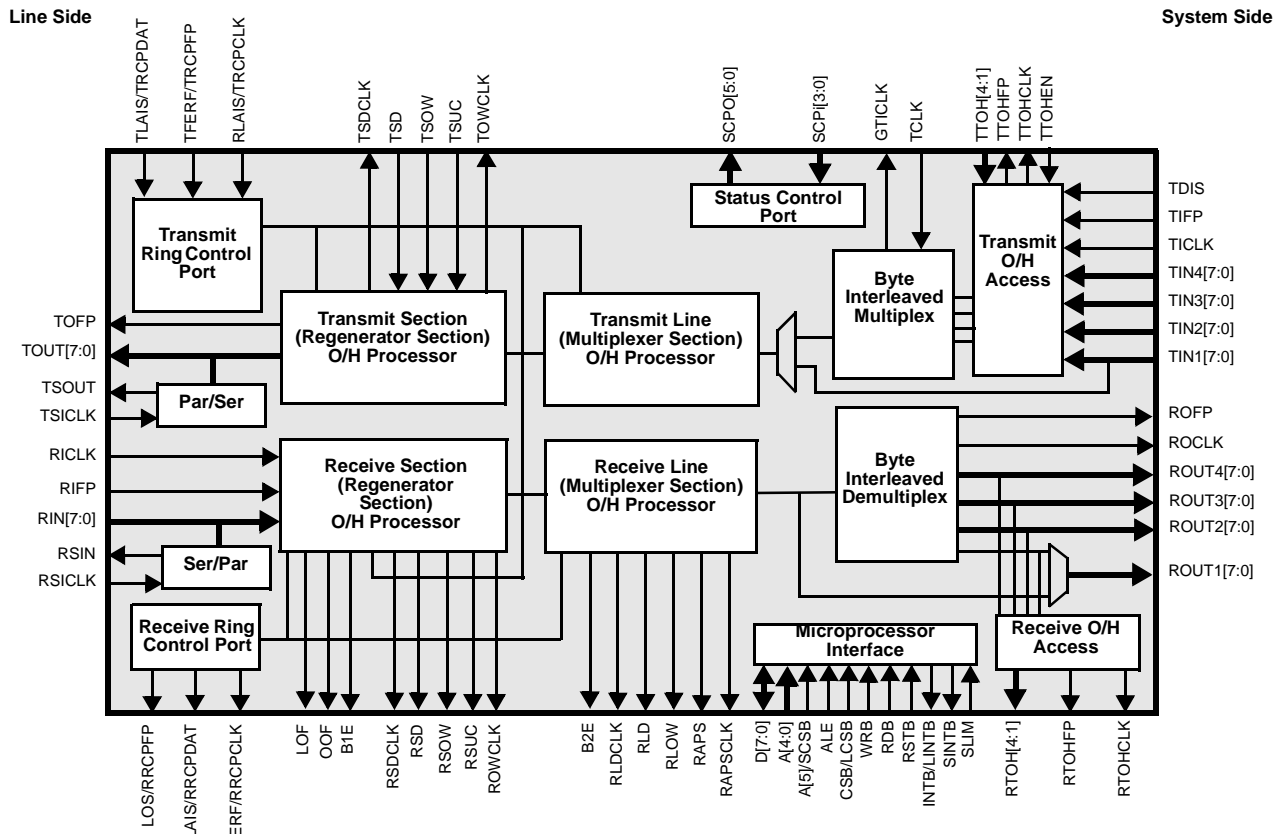 Line Side
System Side
TLAIS/TRCPDAT
TFERF/TRCPFP
RLAIS/TRCPCLK
TSDCLK
TSD
TSOW
TSUC
TOWCLK
SCPO[5:0]
SCPi[3:0]
GTICLK
TCLK
TTOH[4:1]
TTOHFP
TTOHCLK
TTOHEN
Transmit
Ring Control
Port
Status Control
Port
Transmit
O/H
Access
Byte
Interleaved
Multiplex
Transmit Section
(Regenerator Section)
O/H Processor
Transmit Line
(Multiplexer Section)
O/H Processor
TDIS
TIFP
TICLK
TIN4[7:0]
TIN3[7:0]
TIN2[7:0]
TIN1[7:0]
TOFP
TOUT[7:0]
TSOUT
TSICLK
Par/Ser
RICLK
RIFP
RIN[7:0]
RSIN
RSICLK
Ser/Par
Receive Section
(Regenerator
Section)
O/H Processor
Receive Line
(Multiplexer Section)
O/H Processor
Byte
Interleaved
Demultiplex
ROFP
ROCLK
ROUT4[7:0]
ROUT3[7:0]
ROUT2[7:0]
ROUT1[7:0]
Receive Ring
Control Port
Microprocessor
Interface
Receive O/H
Access
LOS/RRCPFP
LAIS/RRCPDAT
ERF/RRCPCLK
LOF
OOF
B1E
RSDCLK
RSD
RSOW
RSUC
ROWCLK
B2E
RLDCLK
RLD
RLOW
RAPS
RAPSCLK
D[7:0]
A[4:0]
A[5]/SCSB
ALE
CSB/LCSB
WRB
RDB
RSTB
INTB/LINTB
SINTB
SLIM
RTOH[4:1]
RTOHFP
RTOHCLK